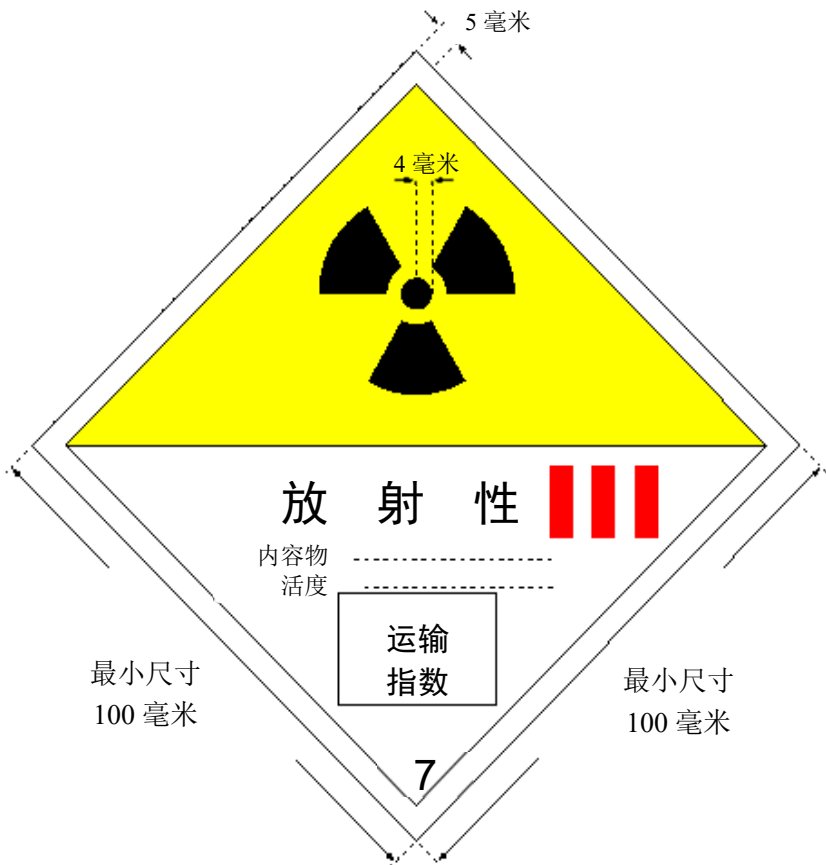 5 毫米
4 毫米
放 射 性
内容物
活度
运输
指数
最小尺寸
100 毫米
最小尺寸
100 毫米
7